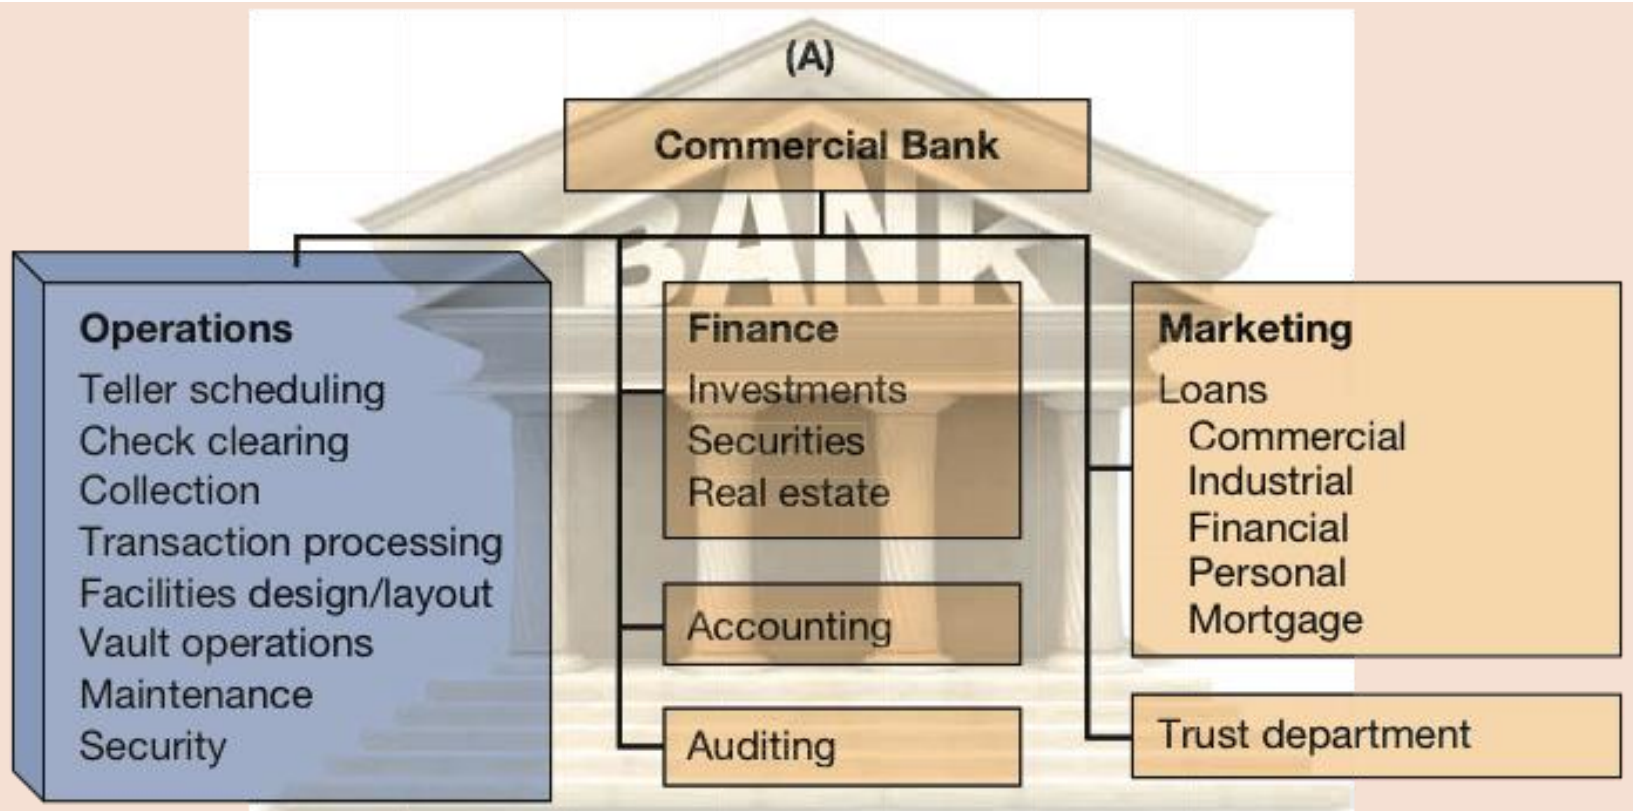 (A)
Commercial Bank
BANK
Operations
Teller scheduling
Check clearing
Collection
Transaction processing
Facilities design/layout
Vault operations
Maintenance
Security
Finance
Investments
Securities
Real estate
Accounting
Auditing
Marketing
Loans
Commercial
Industrial
Financial
Personal
Mortgage
Trust department